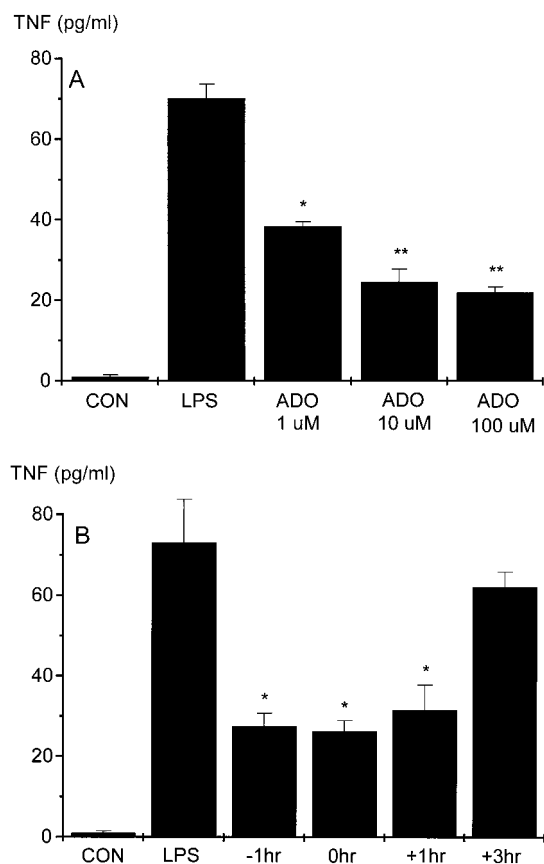 TNF (pg/ml)
80
A
60
*
40
**
**
20
0
CON LPS ADO ADO ADO
1 uM 10 uM 100 uM
TNF (pg/ml)
80
B
60
40
*
*
*
20
0
CON LPS -1hr 0hr +1hr +3hr